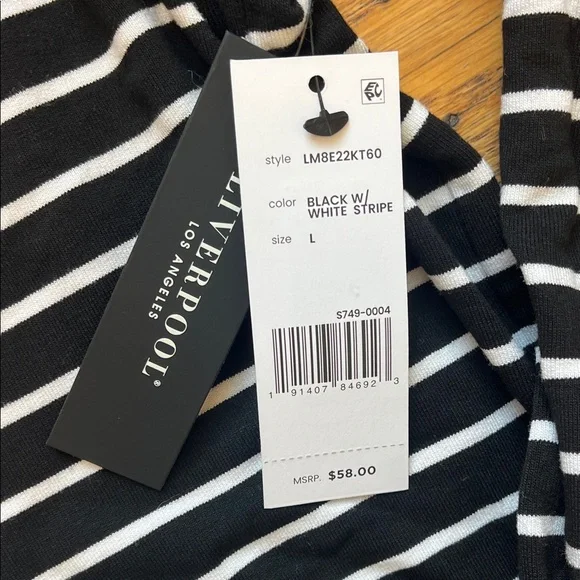 LIVERPOOL®
LOS ANGELES
style LM8E22KT60
color BLACK W/
WHITE STRIPE
size L
S749-0004
1 91407 84692 3
MSRP. $58.00